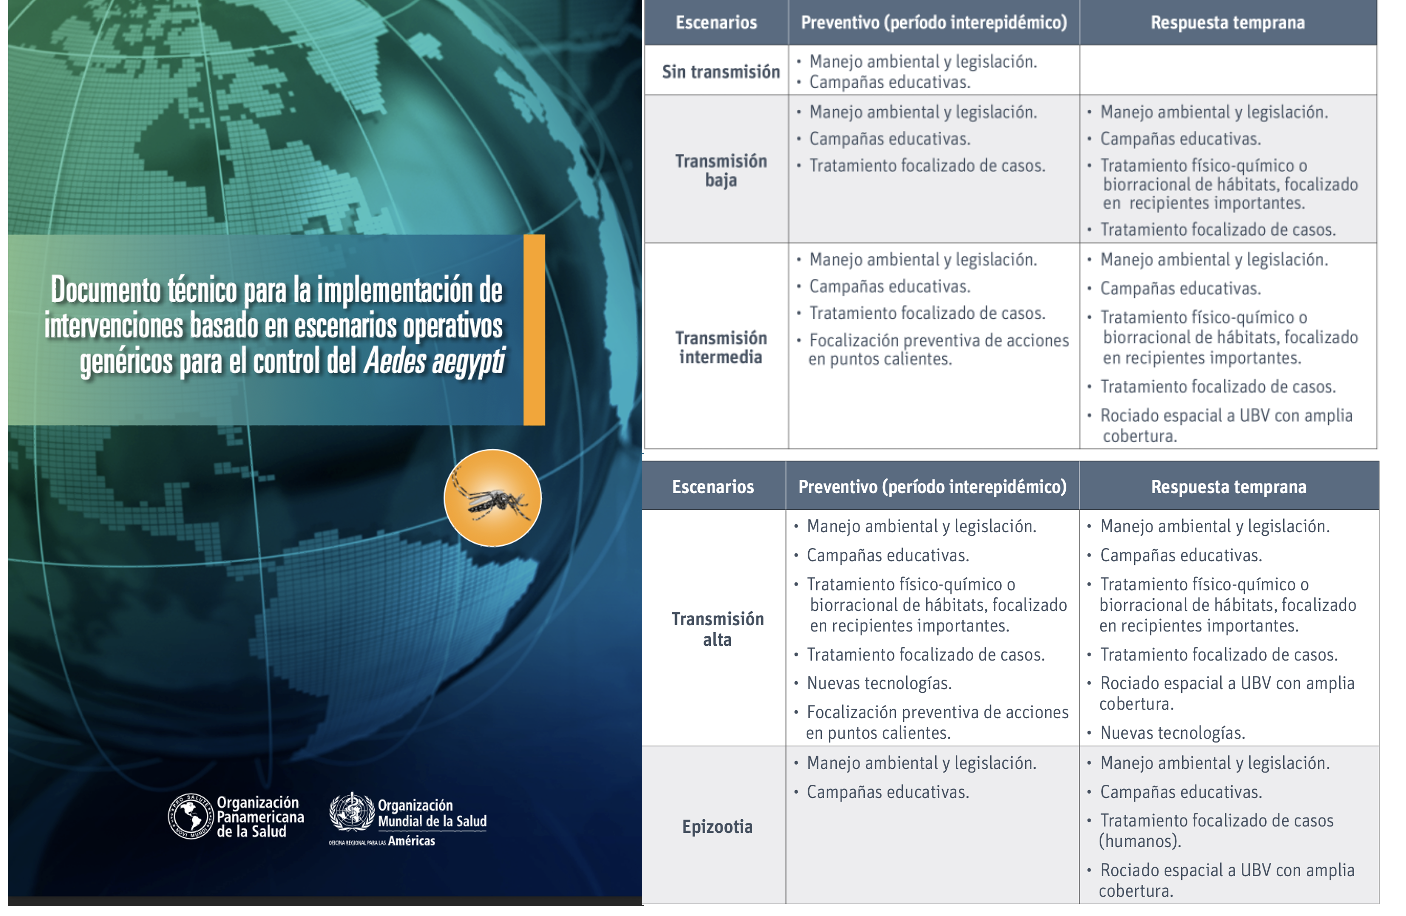 Documento técnico para la implementación de
intervenciones basado en escenarios operativos
genéricos para el control del Aedes aegypti
Organización
Panamericana
de la Salud
Organización
Mundial de la Salud
OFICINA REGIONAL PARA LAS Américas
Escenarios Preventivo (período interepidémico) Respuesta temprana
Sin transmisión
• Manejo ambiental y legislación.
• Campañas educativas.
Transmisión
baja
• Manejo ambiental y legislación.
• Campañas educativas.
• Tratamiento focalizado de casos.
• Manejo ambiental y legislación.
• Campañas educativas.
• Tratamiento físico-químico o
biorracional de hábitats, focalizado
en recipientes importantes.
• Tratamiento focalizado de casos.
Transmisión
intermedia
• Manejo ambiental y legislación.
• Campañas educativas.
• Tratamiento focalizado de casos.
• Focalización preventiva de acciones
en puntos calientes.
• Manejo ambiental y legislación.
• Campañas educativas.
• Tratamiento físico-químico o
biorracional de hábitats, focalizado
en recipientes importantes.
• Tratamiento focalizado de casos.
• Rociado espacial a UBV con amplia
cobertura.
Escenarios Preventivo (período interepidémico) Respuesta temprana
Transmisión
alta
• Manejo ambiental y legislación.
• Campañas educativas.
• Tratamiento físico-químico o
biorracional de hábitats, focalizado
en recipientes importantes.
• Tratamiento focalizado de casos.
• Nuevas tecnologías.
• Focalización preventiva de acciones
en puntos calientes.
• Manejo ambiental y legislación.
• Campañas educativas.
• Tratamiento físico-químico o
biorracional de hábitats, focalizado
en recipientes importantes.
• Tratamiento focalizado de casos.
• Rociado espacial a UBV con amplia
cobertura.
• Nuevas tecnologías.
Epizootia
• Manejo ambiental y legislación.
• Campañas educativas.
• Manejo ambiental y legislación.
• Campañas educativas.
• Tratamiento focalizado de casos
(humanos).
• Rociado espacial a UBV con amplia
cobertura.